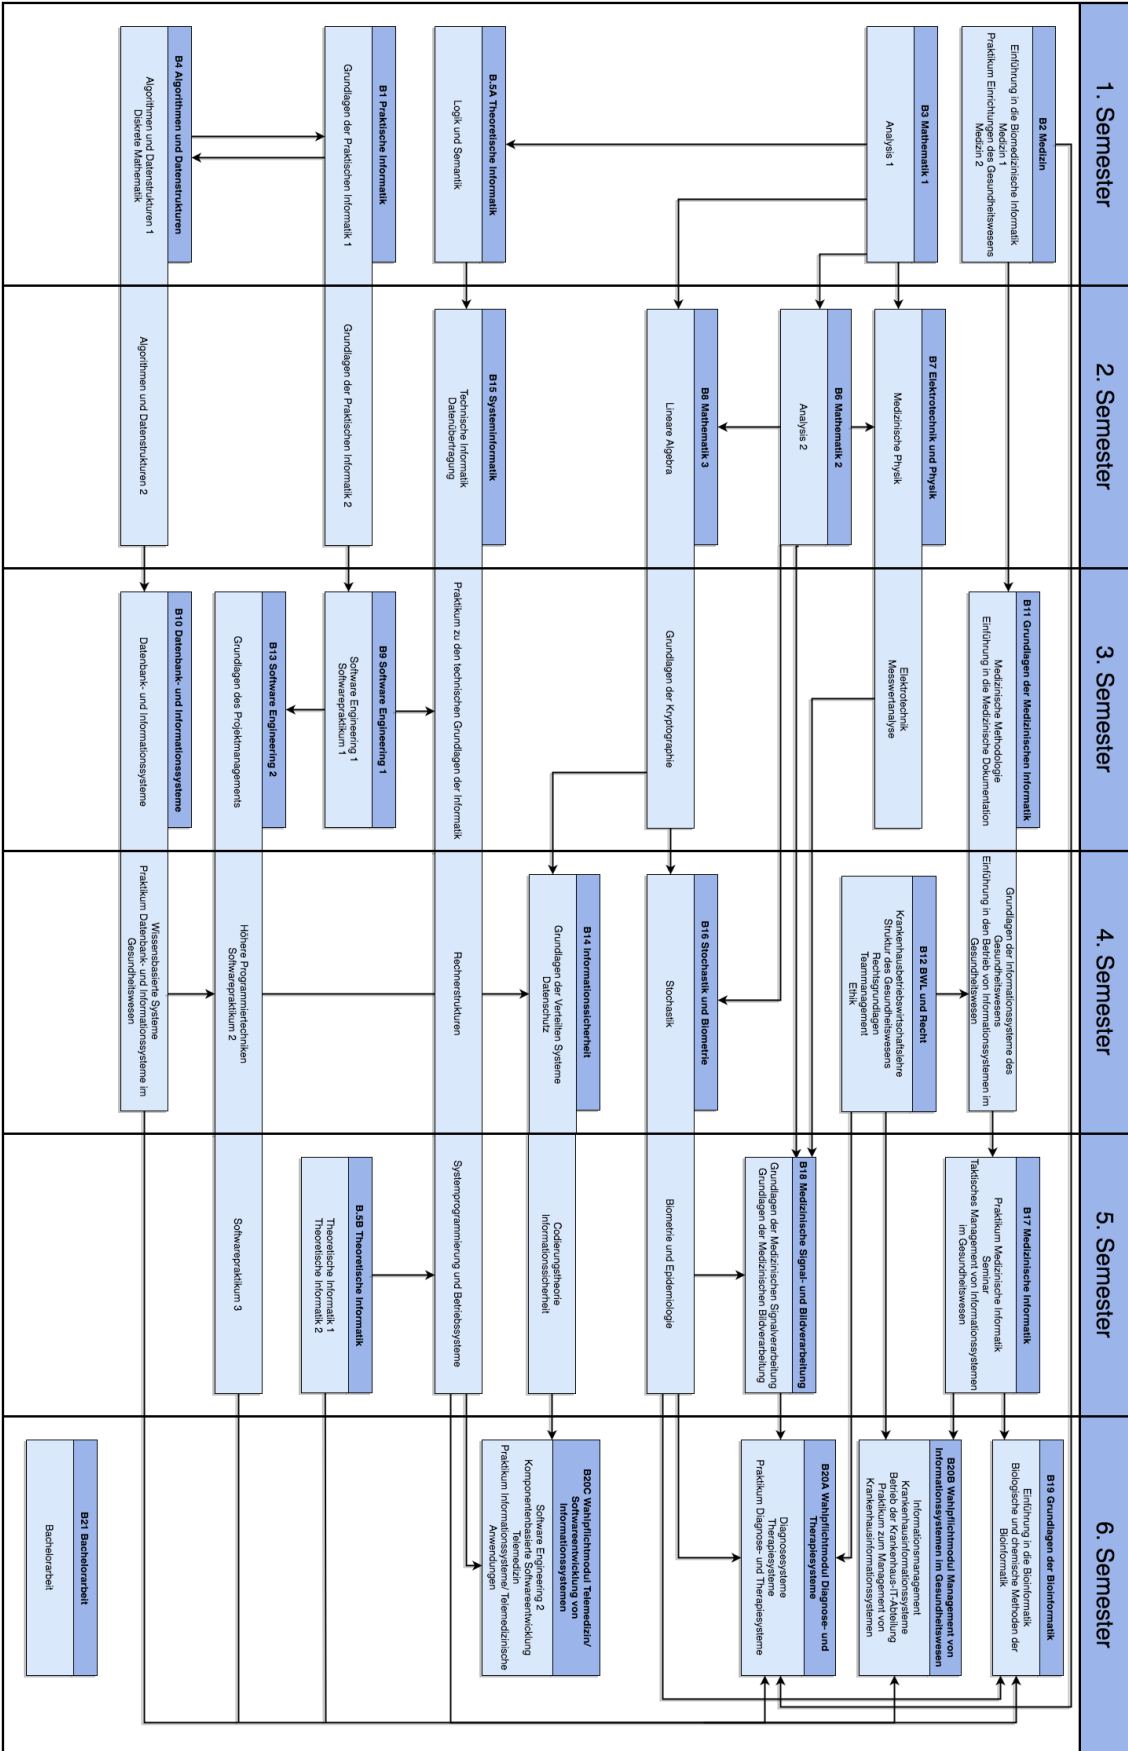 1. Semester
B2 Medizin
Einführung in die Biomedizinische Informatik
Medizin 1
Praktikum Einrichtungen des Gesundheitswesens
Medizin 2
B3 Mathematik 1
Analysis 1
B.5A Theoretische Informatik
Logik und Semantik
B1 Praktische Informatik
Grundlagen der Praktischen Informatik 1
B4 Algorithmen und Datenstrukturen
Algorithmen und Datenstrukturen 1
Diskrete Mathematik
2. Semester
B7 Elektrotechnik und Physik
Medizinische Physik
B6 Mathematik 2
Analysis 2
B8 Mathematik 3
Lineare Algebra
B15 Systeminformatik
Technische Informatik
Datenübertragung
Grundlagen der Praktischen Informatik 2
Algorithmen und Datenstrukturen 2
3. Semester
B11 Grundlagen der Medizinischen Informatik
Medizinische Methodologie
Einführung in die Medizinische Dokumentation
Elektrotechnik
Messwertanalyse
Grundlagen der Kryptographie
Praktikum zu den technischen Grundlagen der Informatik
B9 Software Engineering 1
Software Engineering 1
Softwarepraktikum 1
B13 Software Engineering 2
Grundlagen des Projektmanagements
B10 Datenbank- und Informationssysteme
Datenbank- und Informationssysteme
4. Semester
Grundlagen der Informationssysteme des
Gesundheitswesens
Einführung in den Betrieb von Informationssystemen im
Gesundheitswesen
B12 BWL und Recht
Krankenhausbetriebswirtschaftslehre
Struktur des Gesundheitswesens
Rechtsgrundlagen
Teammanagement
Ethik
B16 Stochastik und Biometrie
Stochastik
B14 Informationssicherheit
Grundlagen der Verteilten Systeme
Datenschutz
Rechnerstrukturen
Höhere Programmiertechniken
Softwarepraktikum 2
Wissensbasierte Systeme
Praktikum Datenbank- und Informationssysteme im
Gesundheitswesen
5. Semester
B17 Medizinische Informatik
Praktikum Medizinische Informatik
Seminar
Taktisches Management von Informationssystemen
im Gesundheitswesen
B18 Medizinische Signal- und Bildverarbeitung
Grundlagen der Medizinischen Signalverarbeitung
Grundlagen der Medizinischen Bildverarbeitung
Biometrie und Epidemiologie
Codierungstheorie
Informationssicherheit
Systemprogrammierung und Betriebssysteme
B.5B Theoretische Informatik
Theoretische Informatik 1
Theoretische Informatik 2
Softwarepraktikum 3
6. Semester
B19 Grundlagen der Bioinformatik
Einführung in die Bioinformatik
Biologische und chemische Methoden der
Bioinformatik
B20B Wahlpflichtmodul Management von
Informationssystemen im Gesundheitswesen
Informationsmanagement
Krankenhausinformationssysteme
Betrieb der Krankenhaus-IT-Abteilung
Praktikum zum Management von
Krankenhausinformationssystemen
B20A Wahlpflichtmodul Diagnose- und
Therapiesysteme
Diagnosesysteme
Therapiesysteme
Praktikum Diagnose- und Therapiesysteme
B20C Wahlpflichtmodul Telemedizin/
Softwareentwicklung von
Informationssystemen
Software Engineering 2
Komponentenbasierte Softwareentwicklung
Telemedizin
Praktikum Informationssysteme/ Telemedizinische
Anwendungen
B21 Bachelorarbeit
Bachelorarbeit